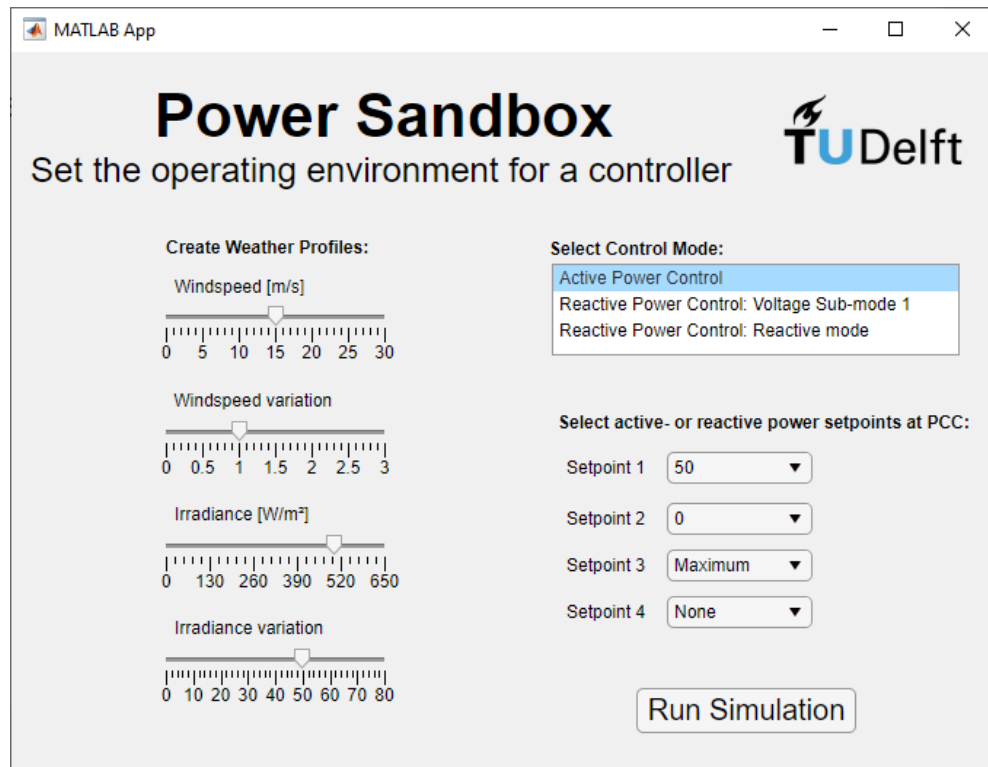 MATLAB App
Power Sandbox
Set the operating environment for a controller
TUDelft
Create Weather Profiles:
Windspeed [m/s]
0 5 10 15 20 25 30
Windspeed variation
0 0.5 1 1.5 2 2.5 3
Irradiance [W/m²]
0 130 260 390 520 650
Irradiance variation
0 10 20 30 40 50 60 70 80
Select Control Mode:
Active Power Control
Reactive Power Control: Voltage Sub-mode 1
Reactive Power Control: Reactive mode
Select active- or reactive power setpoints at PCC:
Setpoint 1 50
Setpoint 2 0
Setpoint 3 Maximum
Setpoint 4 None
Run Simulation